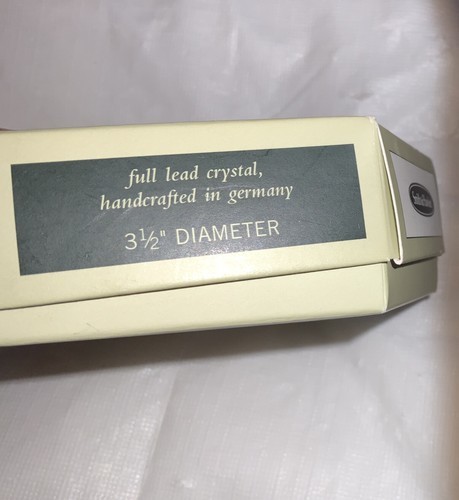 full lead crystal,
handcrafted in germany
3½" DIAMETER